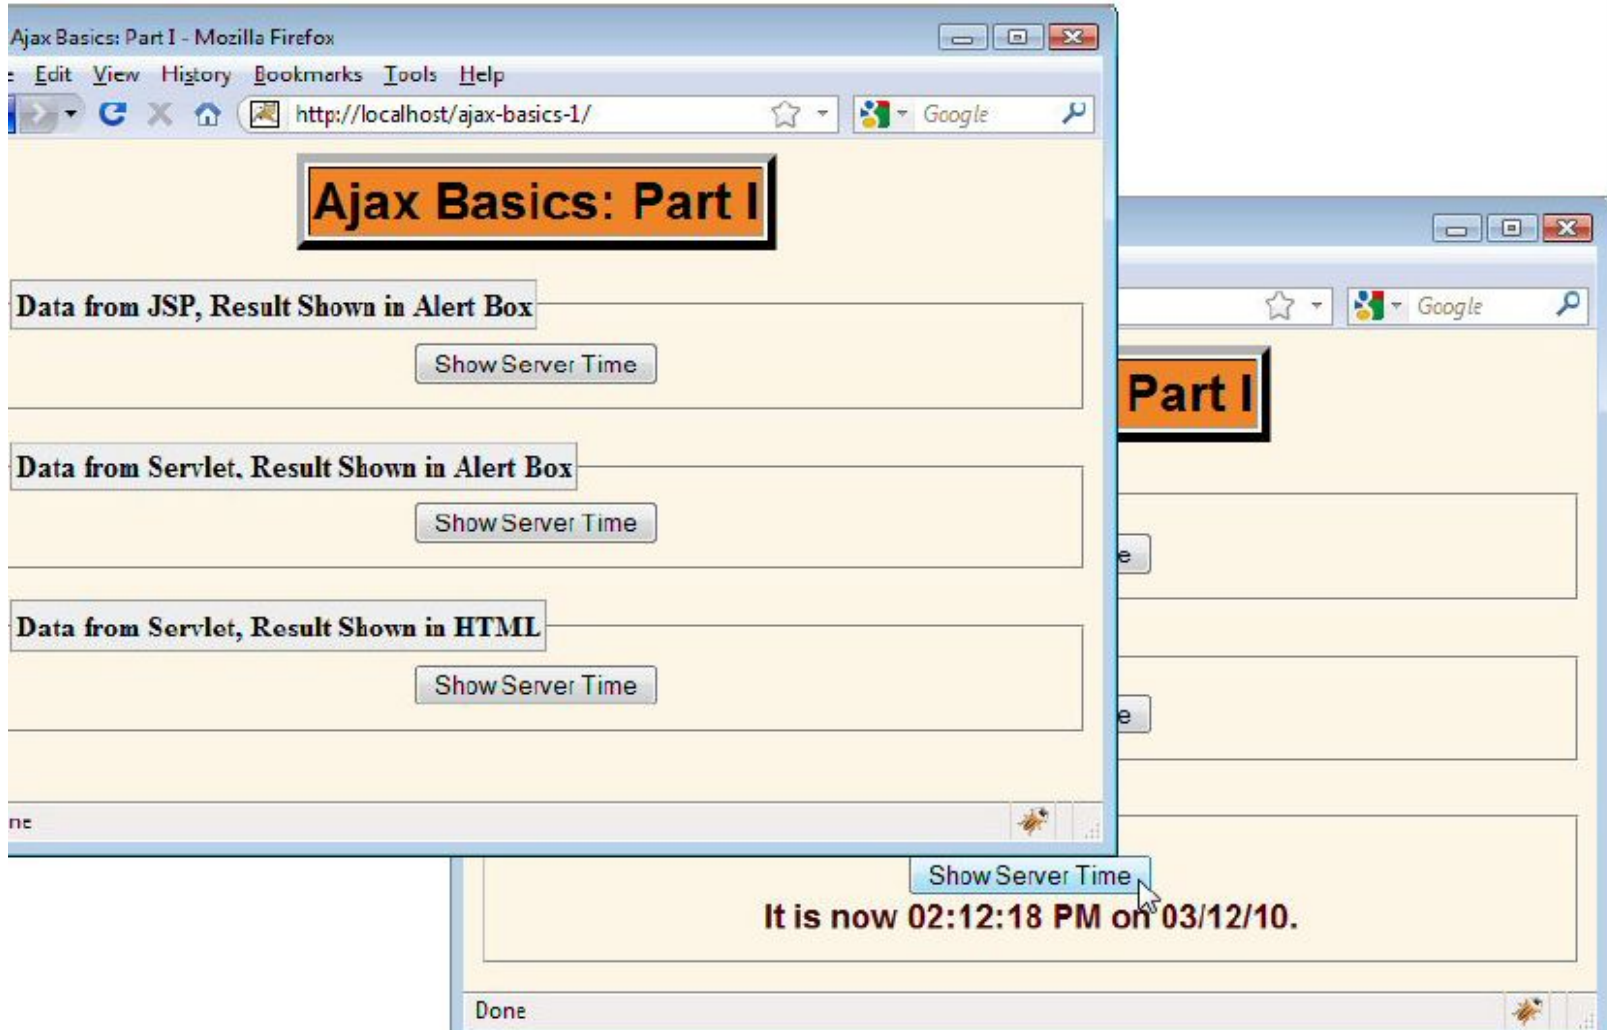 Ajax Basics: Part I - Mozilla Firefox
Edit View History Bookmarks Tools Help
http://localhost/ajax-basics-1/ Google
Ajax Basics: Part I
Data from JSP, Result Shown in Alert Box
Show Server Time
Data from Servlet, Result Shown in Alert Box
Show Server Time
Data from Servlet, Result Shown in HTML
Show Server Time
ne
Google
Part I
e
e
Show Server Time
It is now 02:12:18 PM on 03/12/10.
Done